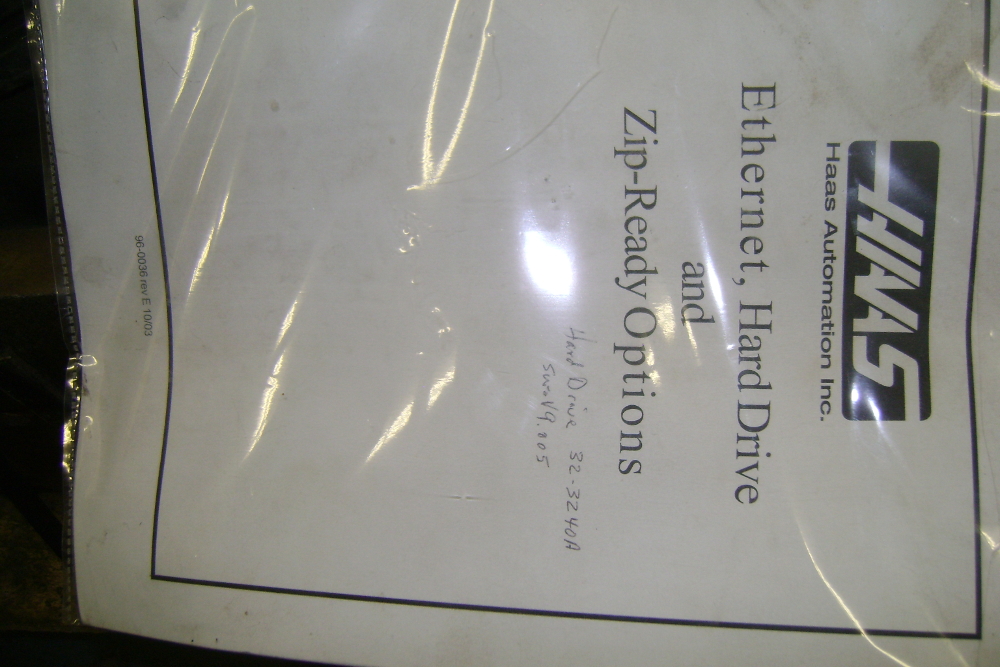 HAAS
Haas Automation Inc.
Ethernet, Hard Drive
and
Zip-Ready Options
Hard Drive 32-3240A
96-0036 rev E 10/03